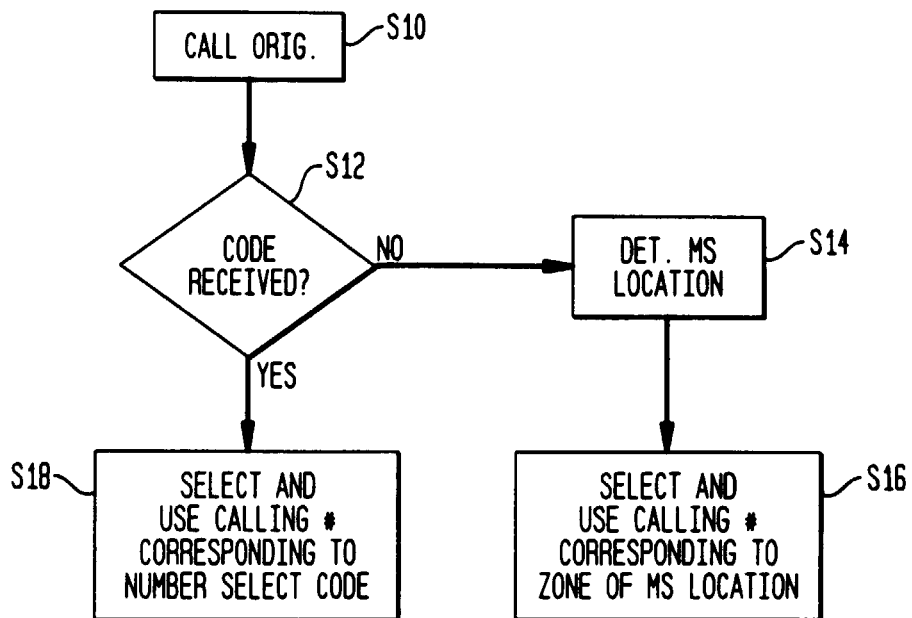 CALL ORIG.
S10
S12
CODE
RECEIVED?
NO
YES
DET. MS
LOCATION
S14
S18
SELECT AND
USE CALLING #
CORRESPONDING TO
NUMBER SELECT CODE
SELECT AND
USE CALLING #
CORRESPONDING TO
ZONE OF MS LOCATION
S16